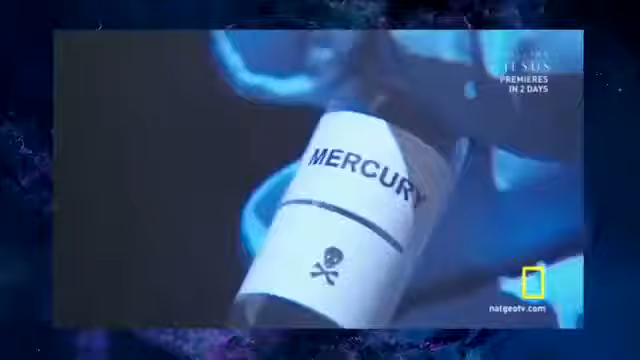 JESUS
PREMIERES
IN 2 DAYS
MERCURY
natgeotv.com